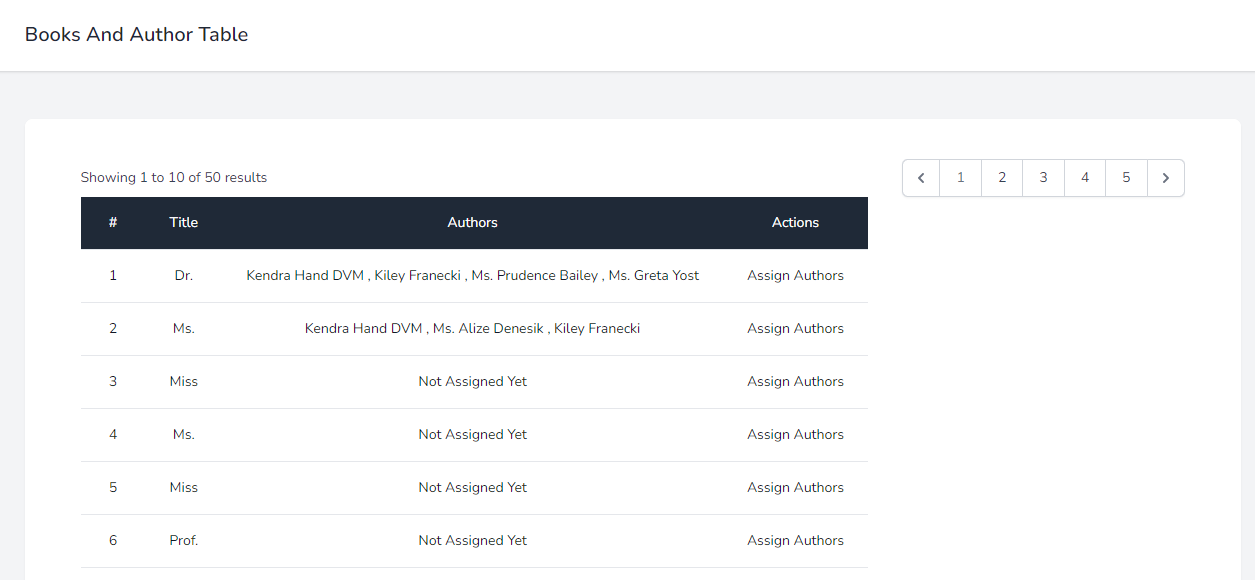 Books And Author Table
Showing 1 to 10 of 50 results
1 2 3 4 5
# Title Authors Actions
1 Dr. Kendra Hand DVM , Kiley Franecki , Ms. Prudence Bailey , Ms. Greta Yost Assign Authors
2 Ms. Kendra Hand DVM , Ms. Alize Denesik , Kiley Franecki Assign Authors
3 Miss Not Assigned Yet Assign Authors
4 Ms. Not Assigned Yet Assign Authors
5 Miss Not Assigned Yet Assign Authors
6 Prof. Not Assigned Yet Assign Authors